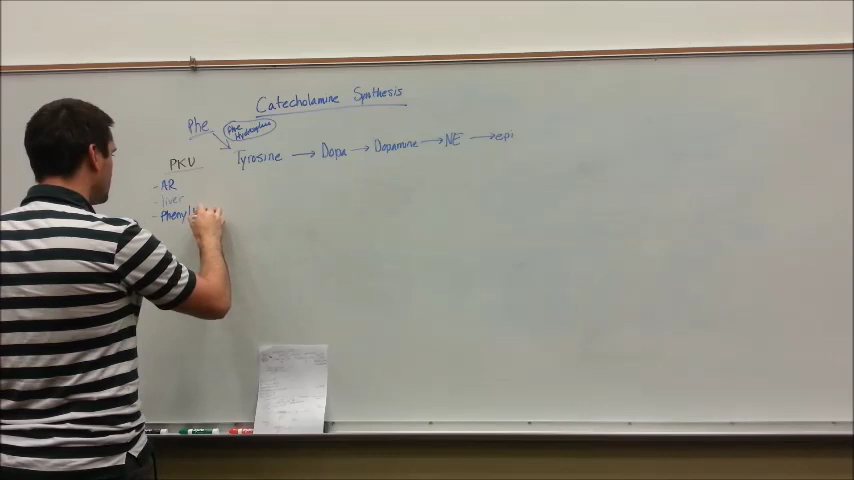 Catecholamine Synthesis
Phe
Phe Hydroxylase
Tyrosine → Dopa → Dopamine → NE → epi
PKU
- AR
- liver
- Phenyl